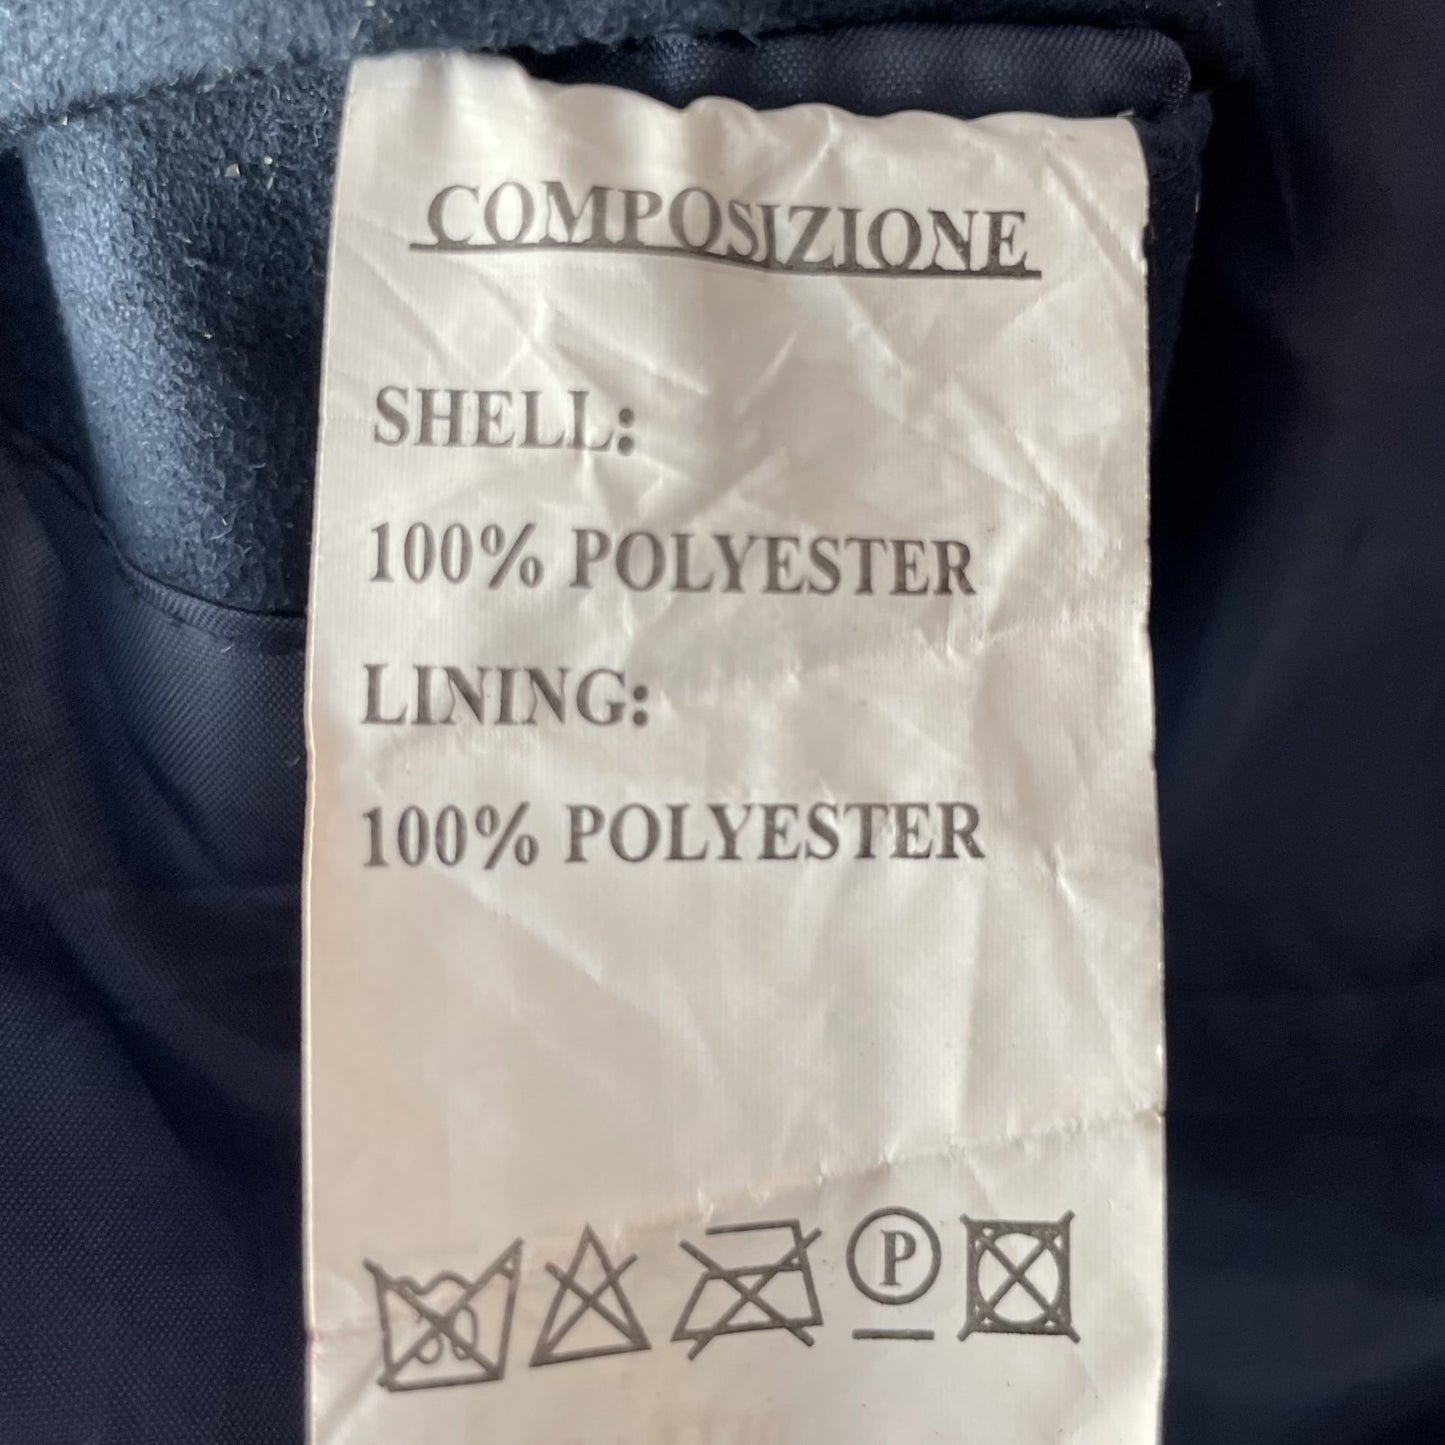 COMPOSIZIONE
SHELL:
100% POLYESTER
LINING:
100% POLYESTER
P